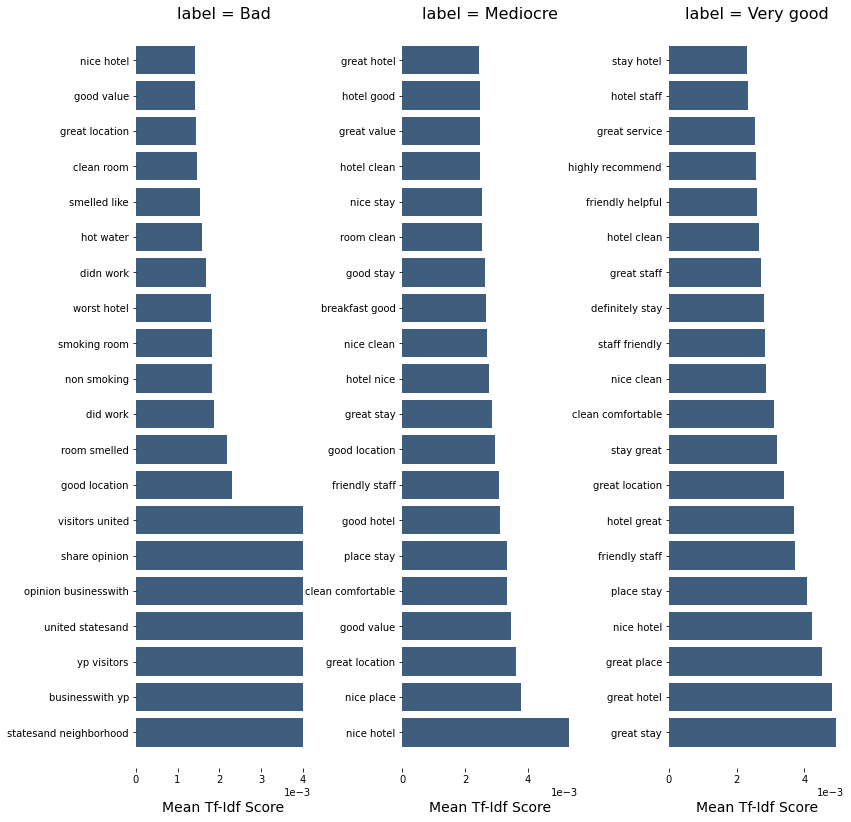 label = Bad
nice hotel
good value
great location
clean room
smelled like
hot water
didn work
worst hotel
smoking room
non smoking
did work
room smelled
good location
visitors united
share opinion
opinion businesswith
united statesand
yp visitors
businesswith yp
statesand neighborhood
0 1 2 3 4
1e−3
Mean Tf-Idf Score
label = Mediocre
great hotel
hotel good
great value
hotel clean
nice stay
room clean
good stay
breakfast good
nice clean
hotel nice
great stay
good location
friendly staff
good hotel
place stay
clean comfortable
good value
great location
nice place
nice hotel
0 2 4
1e−3
Mean Tf-Idf Score
label = Very good
stay hotel
hotel staff
great service
highly recommend
friendly helpful
hotel clean
great staff
definitely stay
staff friendly
nice clean
clean comfortable
stay great
great location
hotel great
friendly staff
place stay
nice hotel
great place
great hotel
great stay
0 2 4
1e−3
Mean Tf-Idf Score